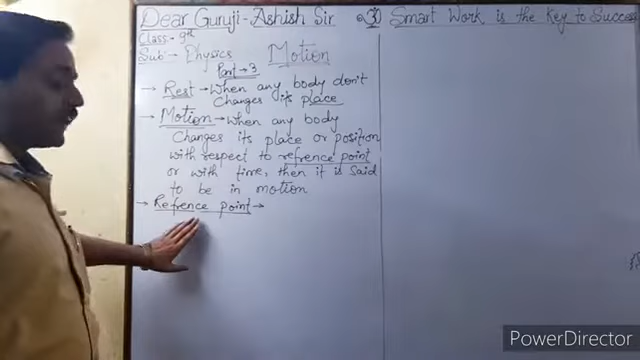 Dear Guruji-Ashish Sir
3 Smart Work is the Key to Success
Class- 9th
Sub- Physics Motion
Part-3
→ Rest → When any body don't
Changes its place
→ Motion → When any body
Changes its place or position
with respect to refrence point
or with time, then it is said
to be in motion
→ Refrence point →
PowerDirector